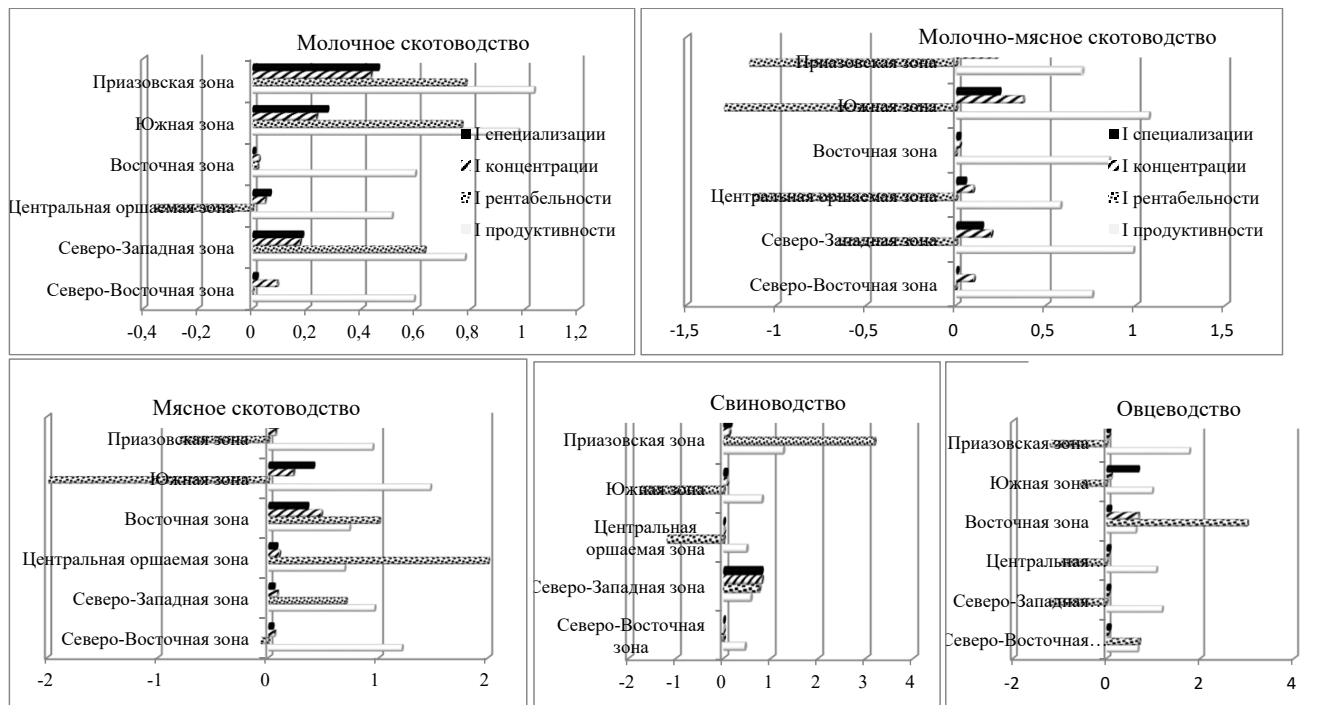 Молочное скотоводство
Приазовская зона
Южная зона
Восточная зона
Центральная оршаемая зона
Северо-Западная зона
Северо-Восточная зона
I специализации
I концентрации
I рентабельности
I продуктивности
-0,4 -0,2 0 0,2 0,4 0,6 0,8 1 1,2
Молочно-мясное скотоводство
Приазовская зона
Южная зона
Восточная зона
Центральная оршаемая зона
Северо-Западная зона
Северо-Восточная зона
I специализации
I концентрации
I рентабельности
I продуктивности
-1,5 -1 -0,5 0 0,5 1 1,5
Мясное скотоводство
Приазовская зона
Южная зона
Восточная зона
Центральная оршаемая зона
Северо-Западная зона
Северо-Восточная зона
-2 -1 0 1 2
Свиноводство
Приазовская зона
Южная зона
Центральная
оршаемая зона
Северо-Западная зона
Северо-Восточная
зона
-2 -1 0 1 2 3 4
Овцеводство
Приазовская зона
Южная зона
Восточная зона
Центральная
Северо-Западная
Северо-Восточная…
-2 0 2 4